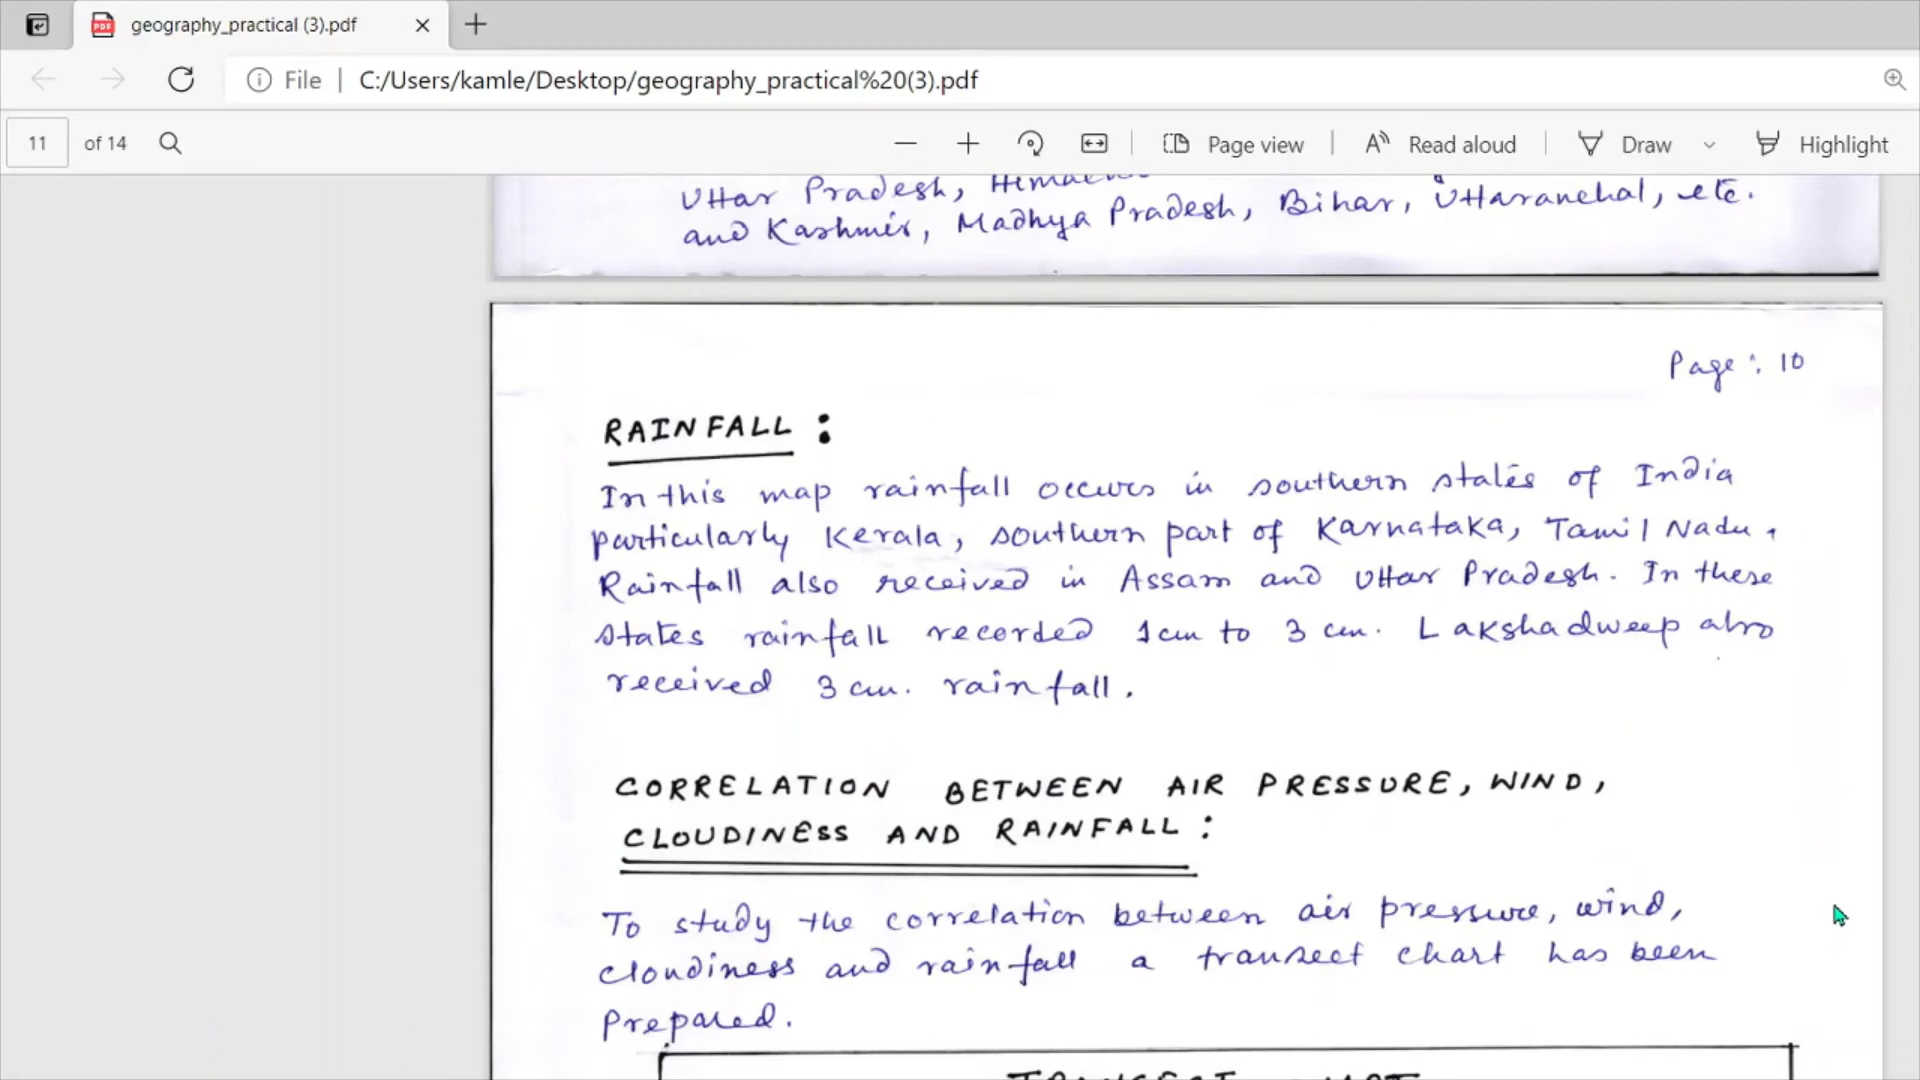 geography_practical (3).pdf
File | C:/Users/kamle/Desktop/geography_practical%20(3).pdf
11 of 14 Page view Read aloud Draw Highlight
Uttar Pradesh,
and Kashmir, Madhya Pradesh, Bihar, Uttaranchal, etc.
Page : 10
RAINFALL :
In this map rainfall occurs in southern states of India
particularly Kerala, southern part of Karnataka, Tamil Nadu.
Rainfall also received in Assam and Uttar Pradesh. In these
states rainfall recorded 1cm to 3 cm. Lakshadweep also
received 3 cm. rainfall.
CORRELATION BETWEEN AIR PRESSURE, WIND,
CLOUDINESS AND RAINFALL :
To study the correlation between air pressure, wind,
cloudiness and rainfall a transect chart has been
Prepared.